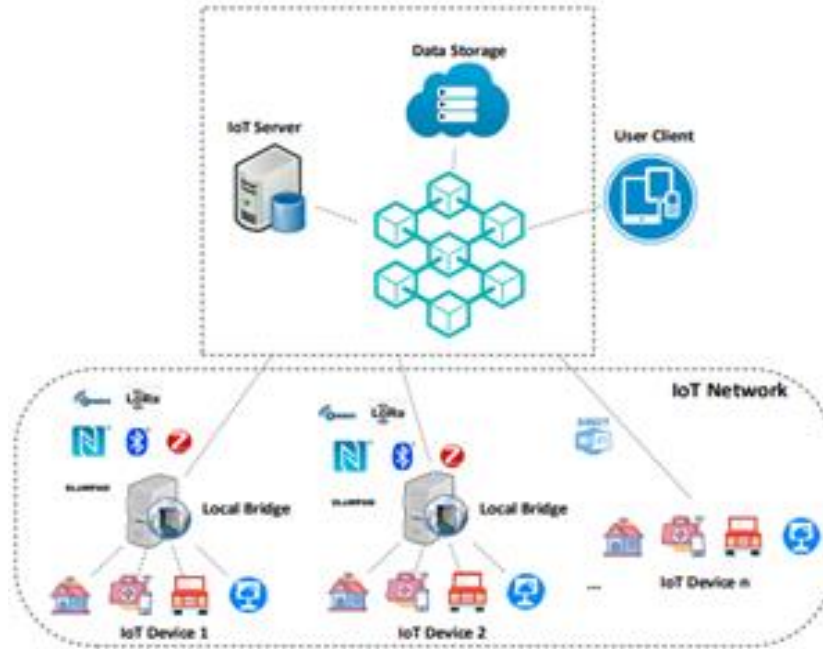 Data Storage
IoT Server
User Client
IoT Network
LoRa
LoRa
Local Bridge
Local Bridge
...
IoT Device n
IoT Device 1
IoT Device 2